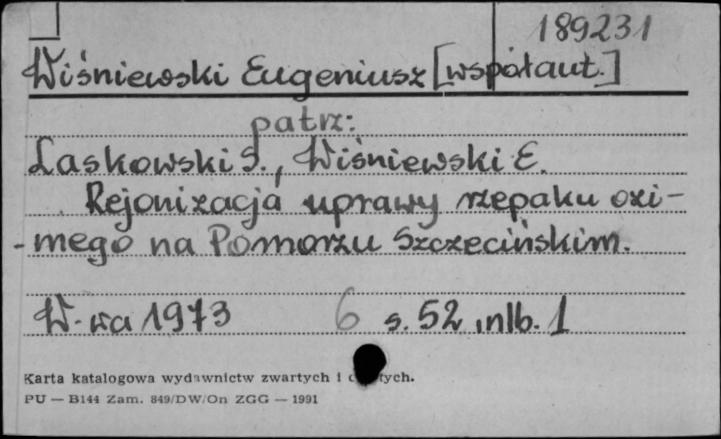 189231
Wiśniewski Eugeniusz [współaut.]
patrz:
Laskowski S., Wiśniewski E.
Rejonizacja uprawy rzepaku ozi-
mego na Pomorzu Szczecińskim.
W-wa 1973 6 s. 52, nlb. 1
Karta katalogowa wydawnictw zwartych i
PU — B144 Zam. 849/DW/On ZGG — 1991